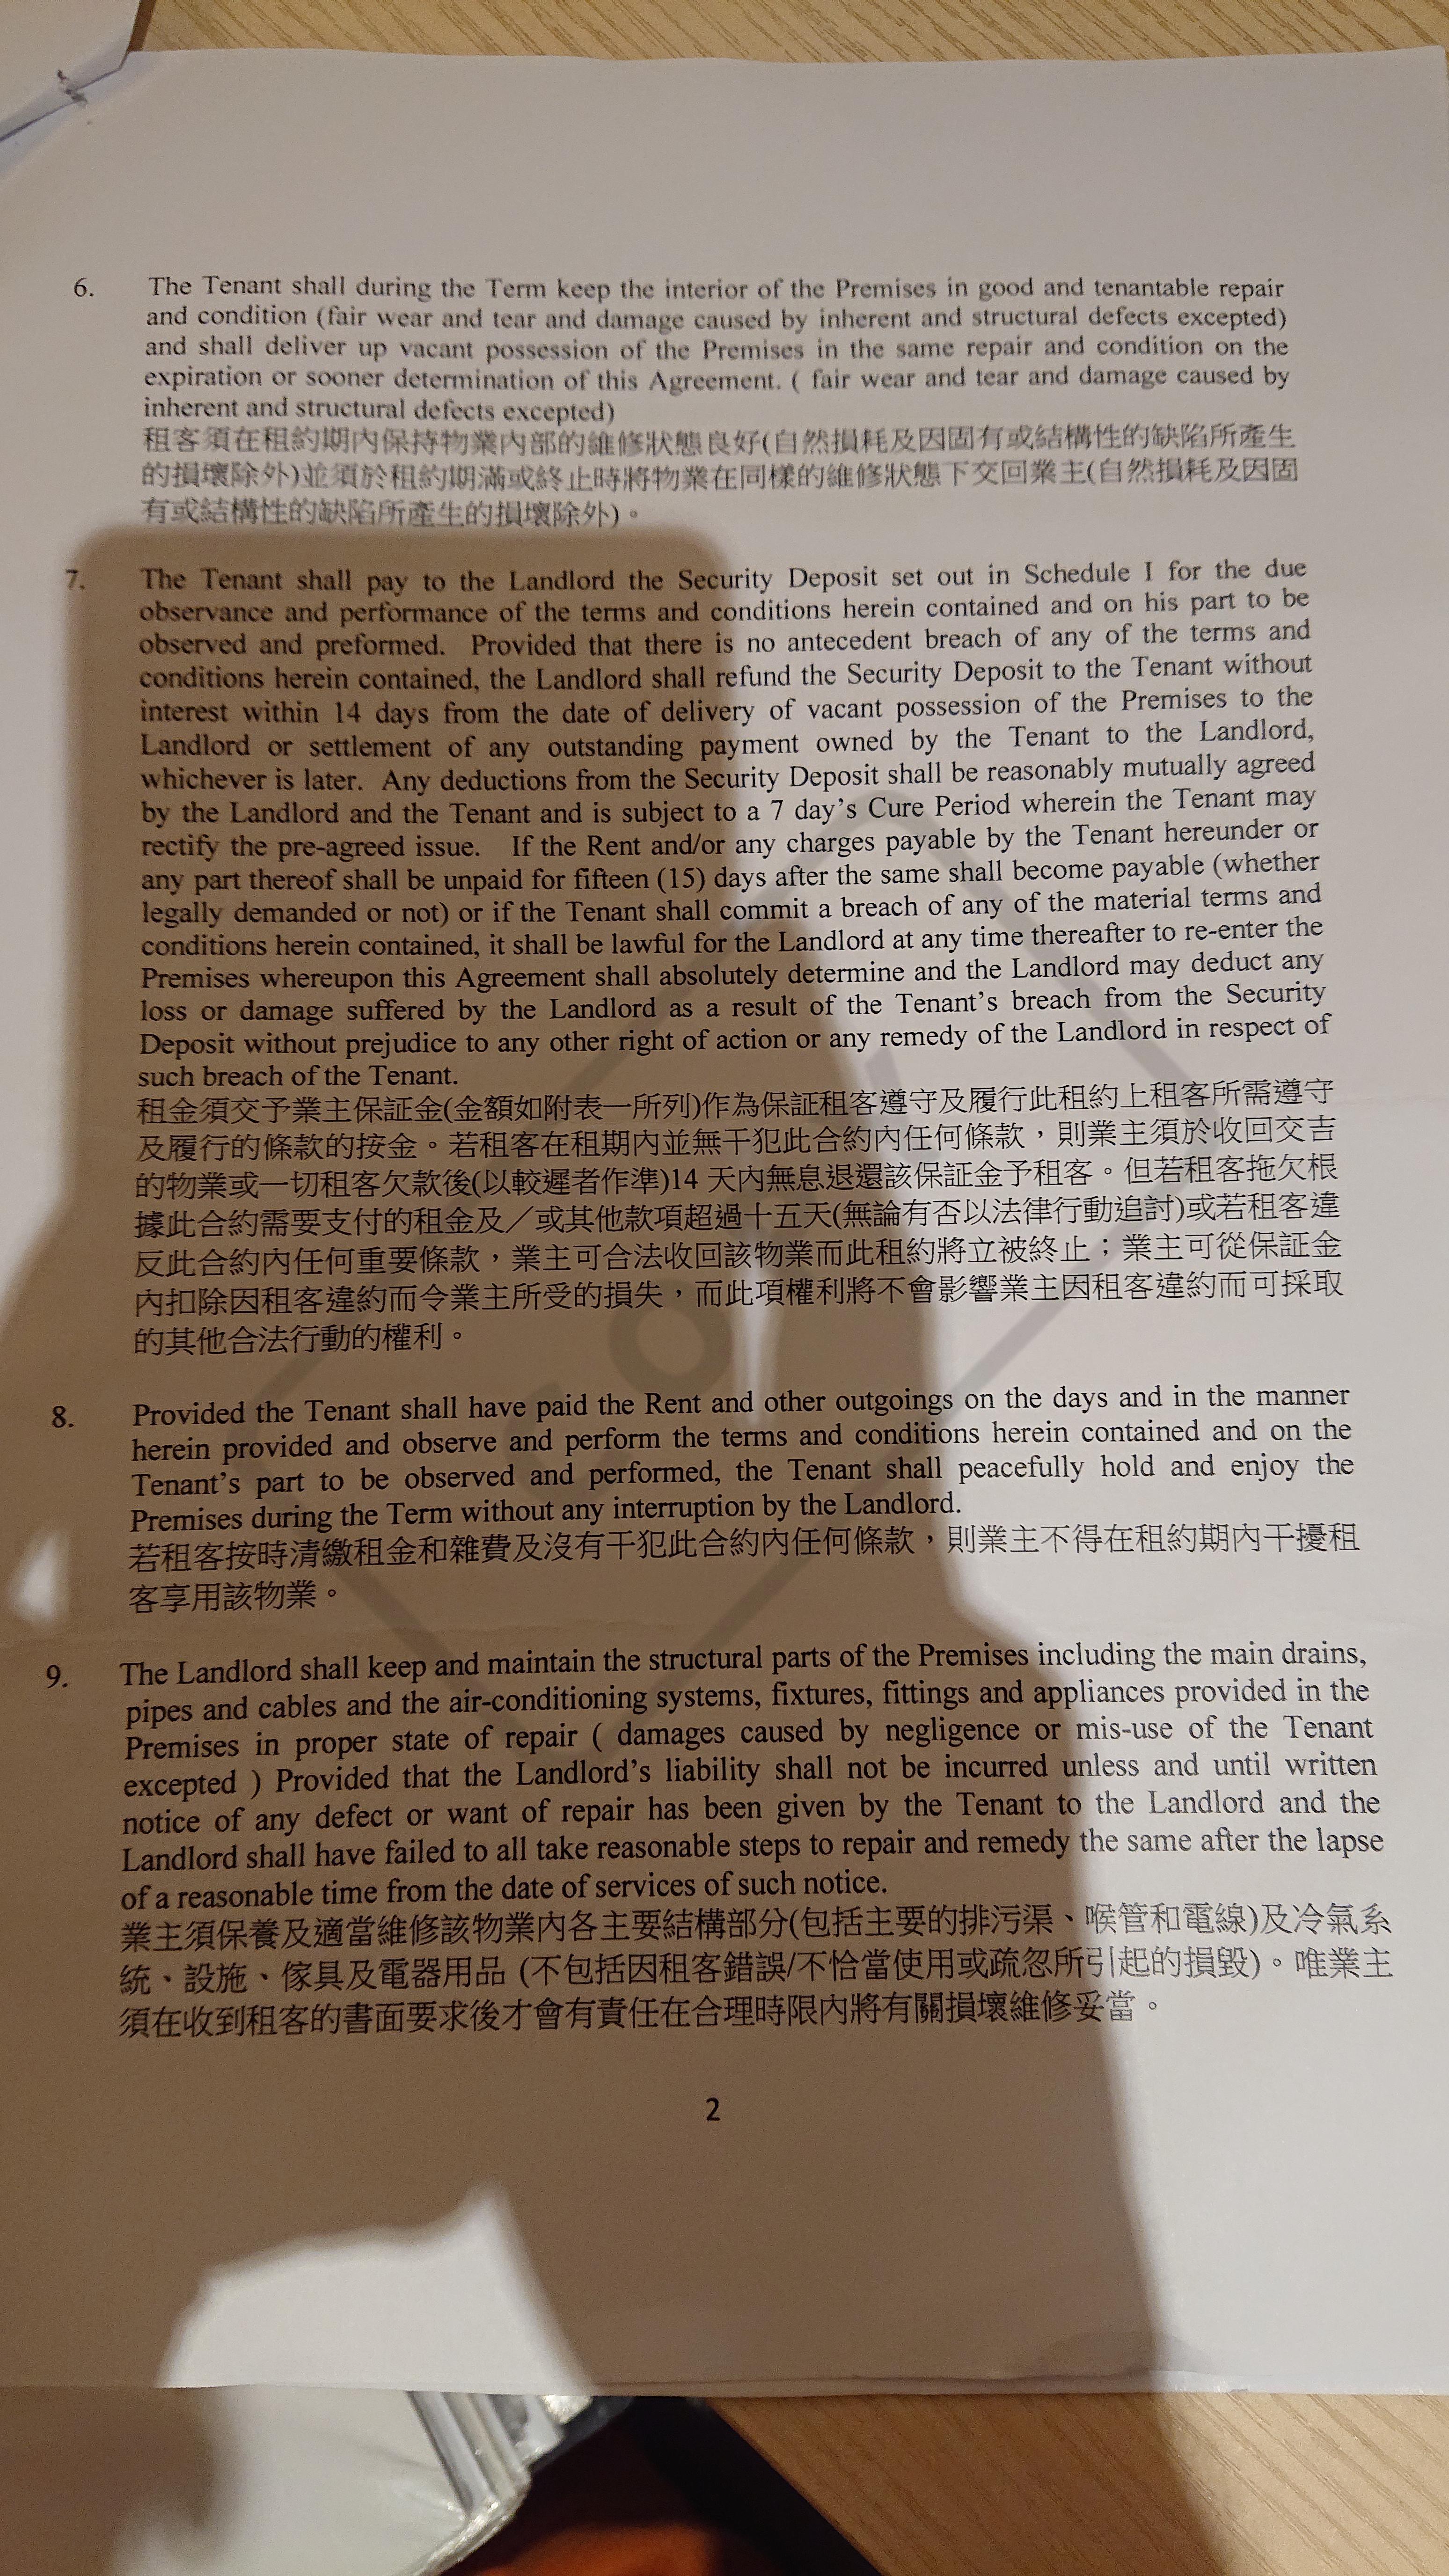 6. The Tenant shall during the Term keep the interior of the Premises in good and tenantable repair
and condition (fair wear and tear and damage caused by inherent and structural defects excepted)
and shall deliver up vacant possession of the Premises in the same repair and condition on the
expiration or sooner determination of this Agreement. ( fair wear and tear and damage caused by
inherent and structural defects excepted)
租客須在租約期內保持物業內部的維修狀態良好(自然損耗及因固有或結構性的缺陷所產生
的損壞除外)並須於租約期滿或終止時將物業在同樣的維修狀態下交回業主(自然損耗及因固
有或結構性的缺陷所產生的損壞除外)。
7. The Tenant shall pay to the Landlord the Security Deposit set out in Schedule I for the due
observance and performance of the terms and conditions herein contained and on his part to be
observed and preformed. Provided that there is no antecedent breach of any of the terms and
conditions herein contained, the Landlord shall refund the Security Deposit to the Tenant without
interest within 14 days from the date of delivery of vacant possession of the Premises to the
Landlord or settlement of any outstanding payment owned by the Tenant to the Landlord,
whichever is later. Any deductions from the Security Deposit shall be reasonably mutually agreed
by the Landlord and the Tenant and is subject to a 7 day's Cure Period wherein the Tenant may
rectify the pre-agreed issue. If the Rent and/or any charges payable by the Tenant hereunder or
any part thereof shall be unpaid for fifteen (15) days after the same shall become payable (whether
legally demanded or not) or if the Tenant shall commit a breach of any of the material terms and
conditions herein contained, it shall be lawful for the Landlord at any time thereafter to re-enter the
Premises whereupon this Agreement shall absolutely determine and the Landlord may deduct any
loss or damage suffered by the Landlord as a result of the Tenant's breach from the Security
Deposit without prejudice to any other right of action or any remedy of the Landlord in respect of
such breach of the Tenant.
租金須交予業主保証金(金額如附表一所列)作為保証租客遵守及履行此租約上租客所需遵守
及履行的條款的按金。若租客在租期內並無干犯此合約內任何條款，則業主須於收回交吉
的物業或一切租客欠款後(以較遲者作準)14 天內無息退還該保証金予租客。但若租客拖欠根
據此合約需要支付的租金及／或其他款項超過十五天(無論有否以法律行動追討)或若租客違
反此合約內任何重要條款，業主可合法收回該物業而此租約將立被終止；業主可從保証金
內扣除因租客違約而令業主所受的損失，而此項權利將不會影響業主因租客違約而可採取
的其他合法行動的權利。
8. Provided the Tenant shall have paid the Rent and other outgoings on the days and in the manner
herein provided and observe and perform the terms and conditions herein contained and on the
Tenant's part to be observed and performed, the Tenant shall peacefully hold and enjoy the
Premises during the Term without any interruption by the Landlord.
若租客按時清繳租金和雜費及沒有干犯此合約內任何條款，則業主不得在租約期內干擾租
客享用該物業。
9. The Landlord shall keep and maintain the structural parts of the Premises including the main drains,
pipes and cables and the air-conditioning systems, fixtures, fittings and appliances provided in the
Premises in proper state of repair ( damages caused by negligence or mis-use of the Tenant
excepted ) Provided that the Landlord's liability shall not be incurred unless and until written
notice of any defect or want of repair has been given by the Tenant to the Landlord and the
Landlord shall have failed to all take reasonable steps to repair and remedy the same after the lapse
of a reasonable time from the date of services of such notice.
業主須保養及適當維修該物業內各主要結構部分(包括主要的排污渠、喉管和電線)及冷氣系
統、設施、傢具及電器用品 (不包括因租客錯誤/不恰當使用或疏忽所引起的損毀)。唯業主
須在收到租客的書面要求後才會有責任在合理時限內將有關損壞維修妥當。
2